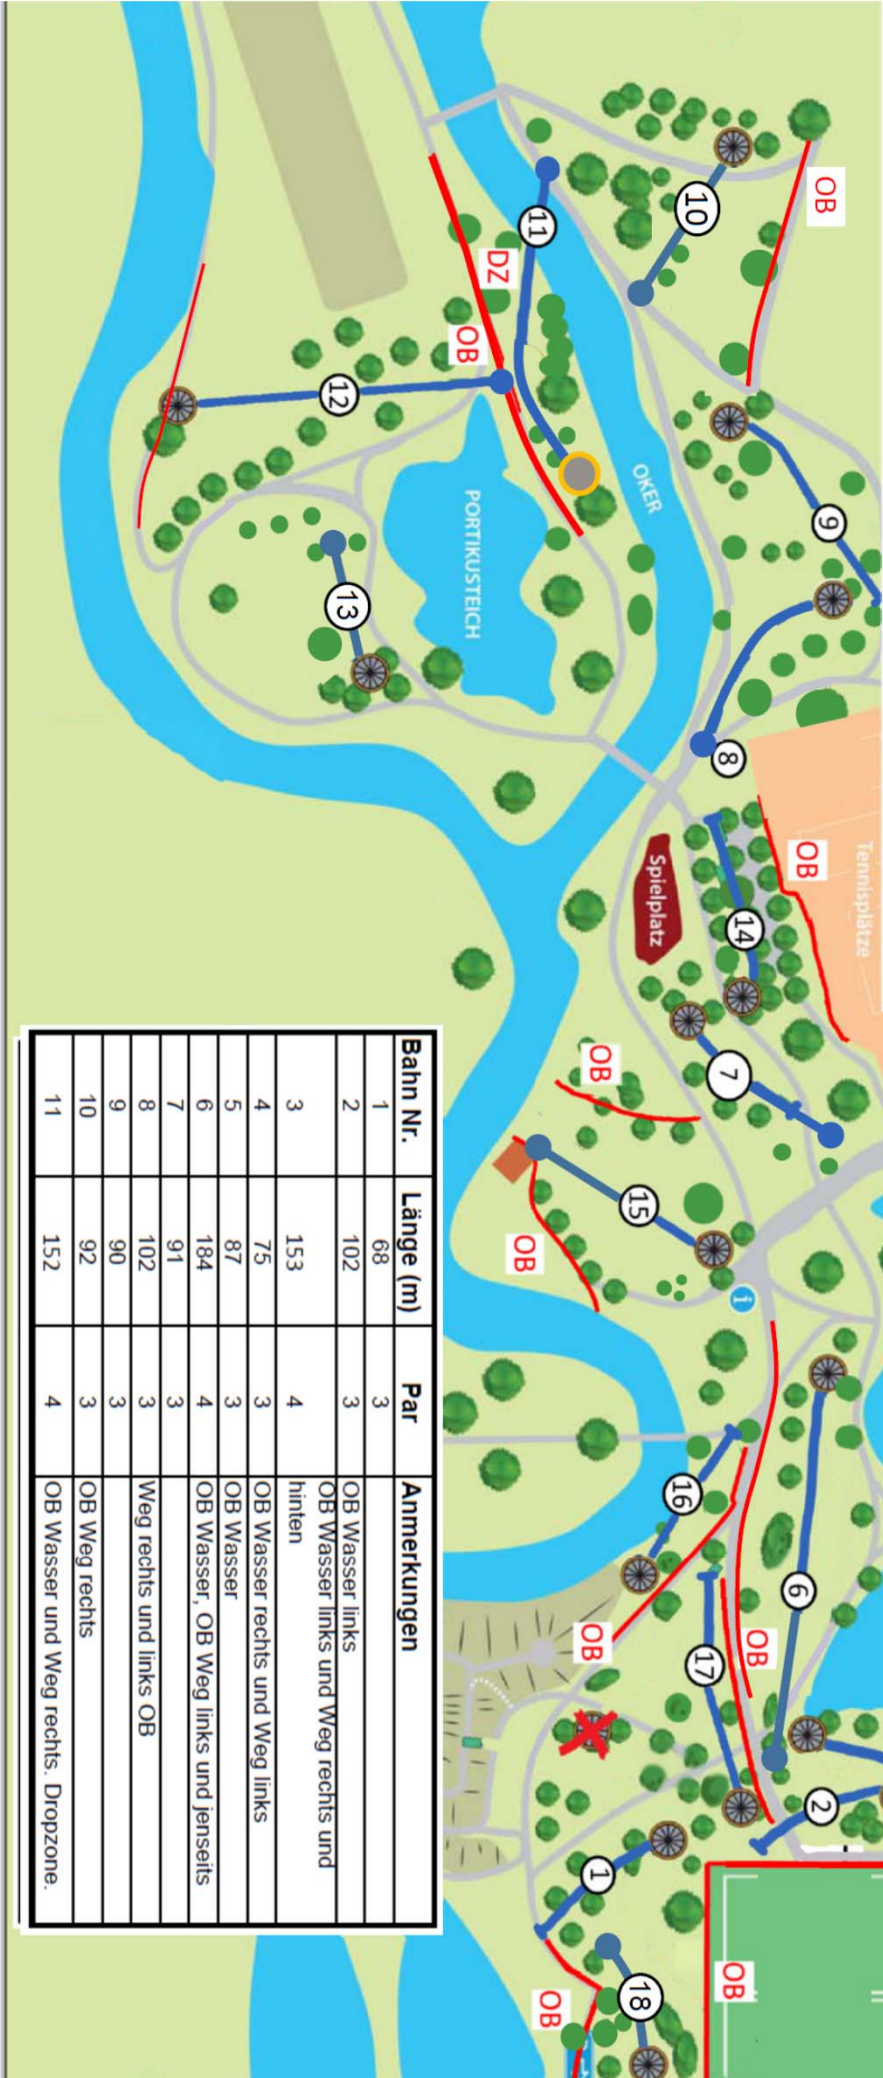 OB
10
11
DZ
OB
12
9
OKER
PORTIKUSTEICH
13
8
Tennisplätze
OB
Spielplatz
14
OB
7
15
OB
i
16
6
OB
OB
17
2
1
OB
18
OB
Bahn Nr. Länge (m) Par Anmerkungen
1 68 3
2 102 3 OB Wasser links
3 153 4 OB Wasser links und Weg rechts und
hinten
4 75 3 OB Wasser rechts und Weg links
5 87 3 OB Wasser
6 184 4 OB Wasser, OB Weg links und jenseits
7 91 3
8 102 3 Weg rechts und links OB
9 90 3
10 92 3 OB Weg rechts
11 152 4 OB Wasser und Weg rechts. Dropzone.